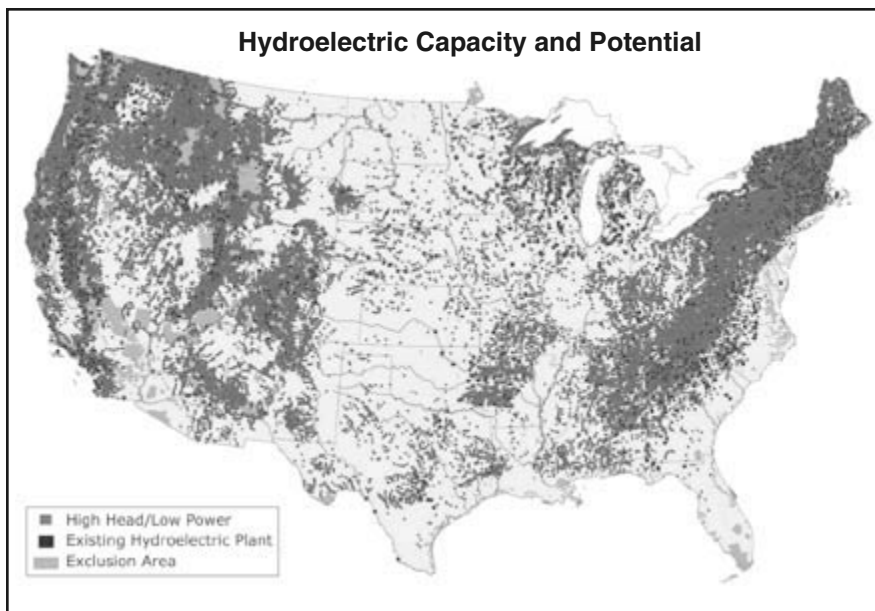 Hydroelectric Capacity and Potential
High Head/Low Power
Existing Hydroelectric Plant
Exclusion Area